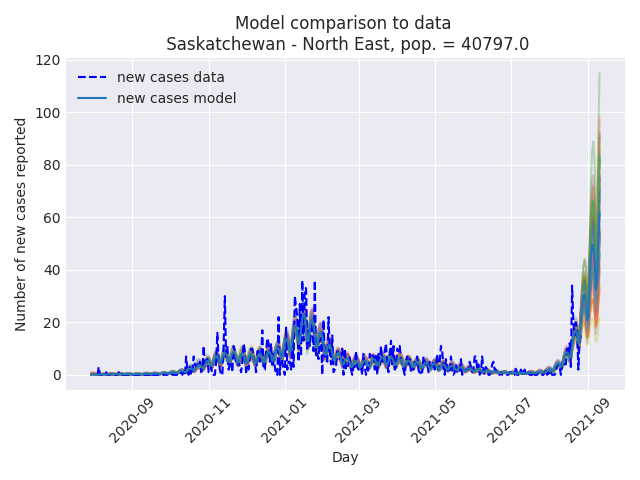 Model comparison to data
Saskatchewan - North East, pop. = 40797.0
new cases data
new cases model
Number of new cases reported
120
100
80
60
40
20
0
2020-09
2020-11
2021-01
2021-03
2021-05
2021-07
2021-09
Day